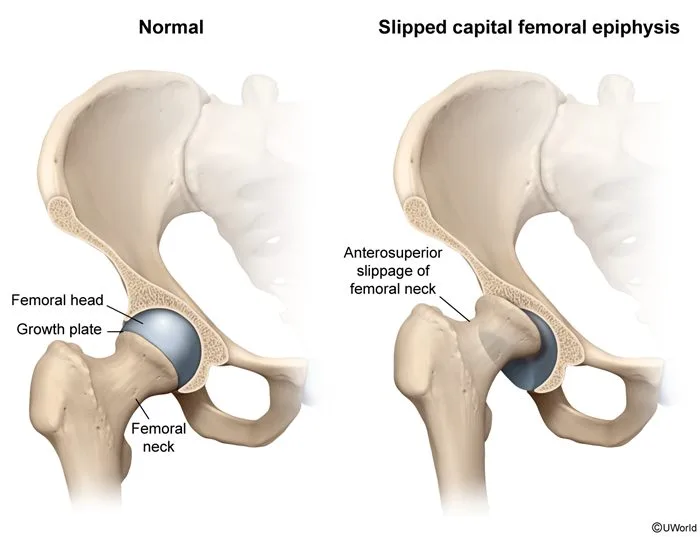 Normal
Slipped capital femoral epiphysis
Femoral head
Growth plate
Femoral
neck
Anterosuperior
slippage of
femoral neck
©UWorld